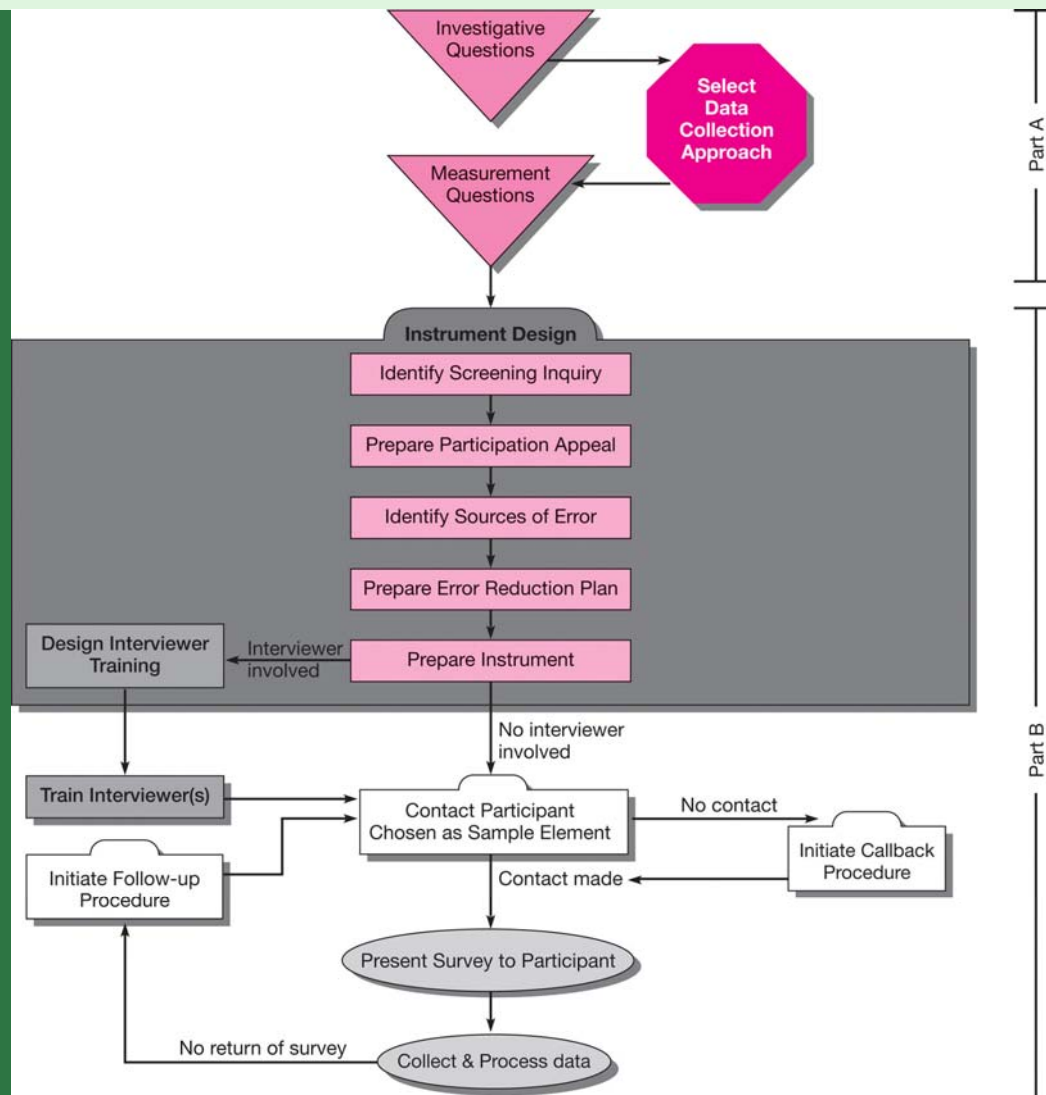 Investigative
Questions
Select
Data
Collection
Approach
Part A
Measurement
Questions
Instrument Design
Identify Screening Inquiry
Prepare Participation Appeal
Identify Sources of Error
Prepare Error Reduction Plan
Design Interviewer
Training
Interviewer
involved
Prepare Instrument
No interviewer
involved
Part B
Train Interviewer(s)
Contact Participant
Chosen as Sample Element
No contact
Initiate Callback
Procedure
Initiate Follow-up
Procedure
Contact made
Present Survey to Participant
No return of survey
Collect & Process data